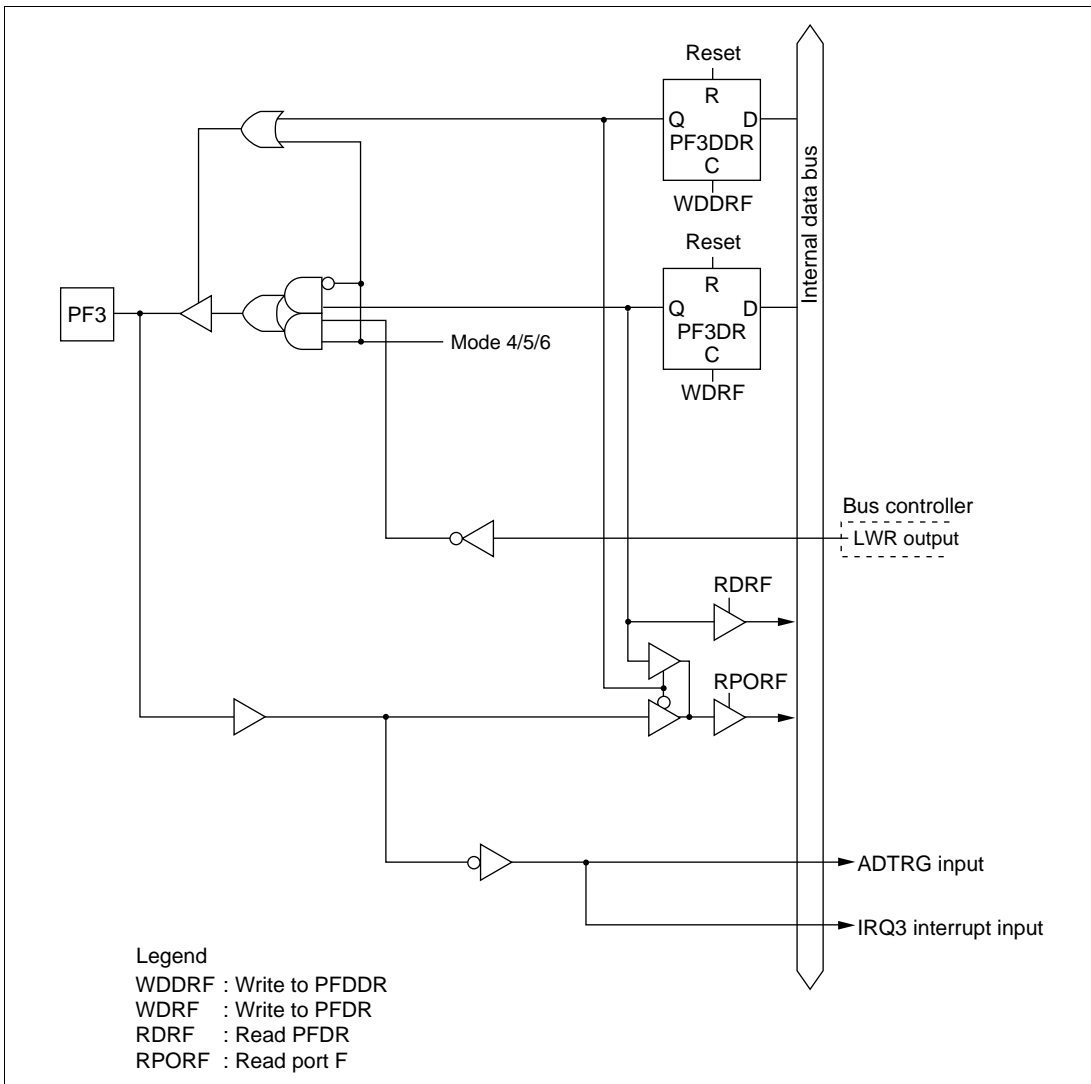 Reset
R
Q D
PF3DDR
C
WDDRF
Internal data bus
Reset
R
Q D
PF3DR
C
WDRF
PF3
Mode 4/5/6
Bus controller
LWR output
RDRF
RPORF
ADTRG input
IRQ3 interrupt input
Legend
WDDRF : Write to PFDDR
WDRF : Write to PFDR
RDRF : Read PFDR
RPORF : Read port F